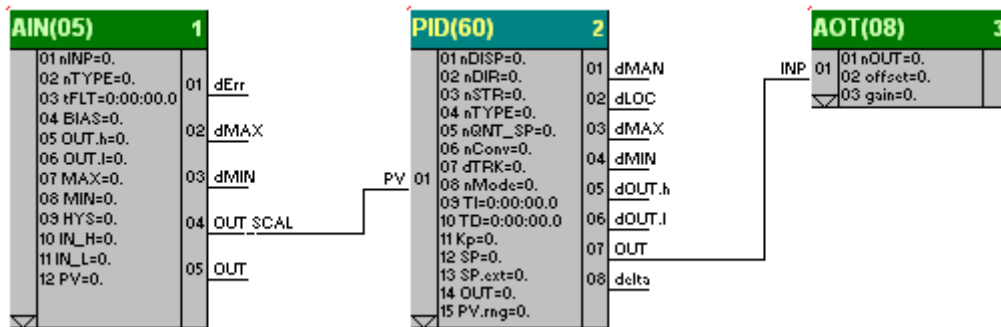 AIN(05) 1
01 nINP=0.
02 nTYPE=0.
03 tFLT=0:00:00.0
04 BIAS=0.
05 OUT.h=0.
06 OUT.l=0.
07 MAX=0.
08 MIN=0.
09 HYS=0.
10 IN_H=0.
11 IN_L=0.
12 PV=0.
01 dErr
02 dMAX
03 dMIN
04 OUT SCAL
05 OUT
PID(60) 2
PV 01
01 nDISP=0.
02 nDIR=0.
03 nSTR=0.
04 nTYPE=0.
05 nQNT_SP=0.
06 nConv=0.
07 dTRK=0.
08 nMode=0.
09 TI=0:00:00.0
10 TD=0:00:00.0
11 Kp=0.
12 SP=0.
13 SP.ext=0.
14 OUT=0.
15 PV.rng=0.
01 dMAN
02 dLOC
03 dMAX
04 dMIN
05 dOUT.h
06 dOUT.l
07 OUT
08 delta
AOT(08) 3
INP 01
01 nOUT=0.
02 offset=0.
03 gain=0.